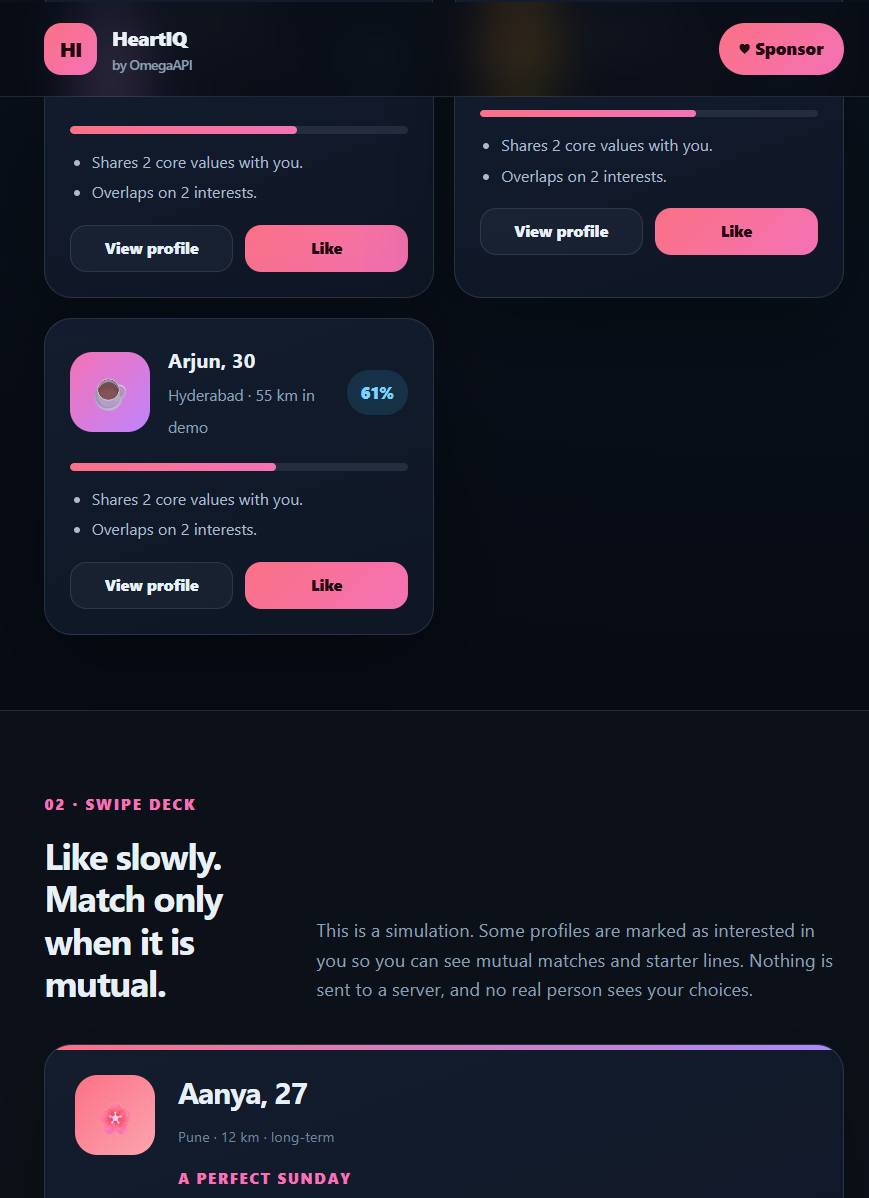 HI
HeartIQ
by OmegaAPI
♥ Sponsor
Shares 2 core values with you.
Overlaps on 2 interests.
View profile
Like
Shares 2 core values with you.
Overlaps on 2 interests.
View profile
Like
Arjun, 30
Hyderabad · 55 km in
demo
61%
Shares 2 core values with you.
Overlaps on 2 interests.
View profile
Like
02 · SWIPE DECK
Like slowly.
Match only
when it is
mutual.
This is a simulation. Some profiles are marked as interested in
you so you can see mutual matches and starter lines. Nothing is
sent to a server, and no real person sees your choices.
Aanya, 27
Pune · 12 km · long-term
A PERFECT SUNDAY